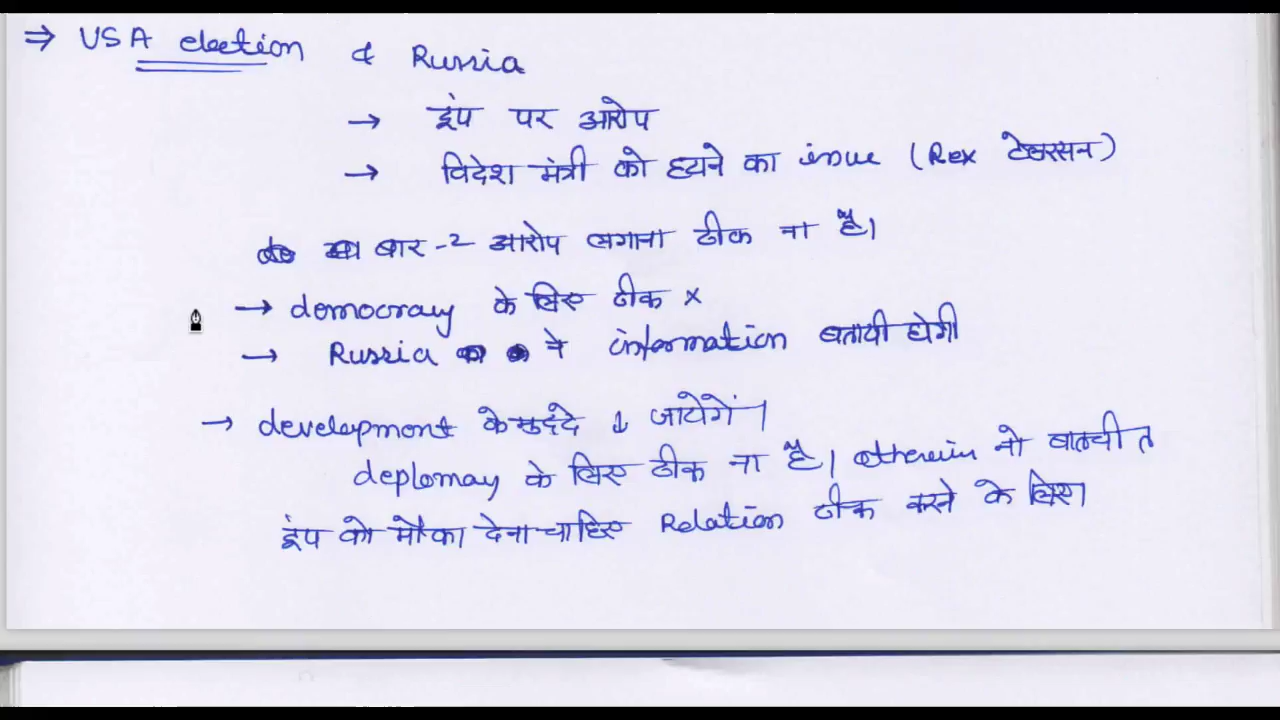 ⇒ USA election & Russia
→ ट्रंप पर आरोप
→ विदेश मंत्री को हटाने का issue (Rex टेलरसन)
बार-2 आरोप लगाना ठीक ना है।
→ democracy के लिए ठीक ×
→ Russia ने information बतायी होगी
→ development के मुद्दे ↓ जायेगें।
deplomay के लिए ठीक ना है। otherwise नो बातचीत
ट्रंप को मौका देना चाहिए Relation ठीक करने के लिए।